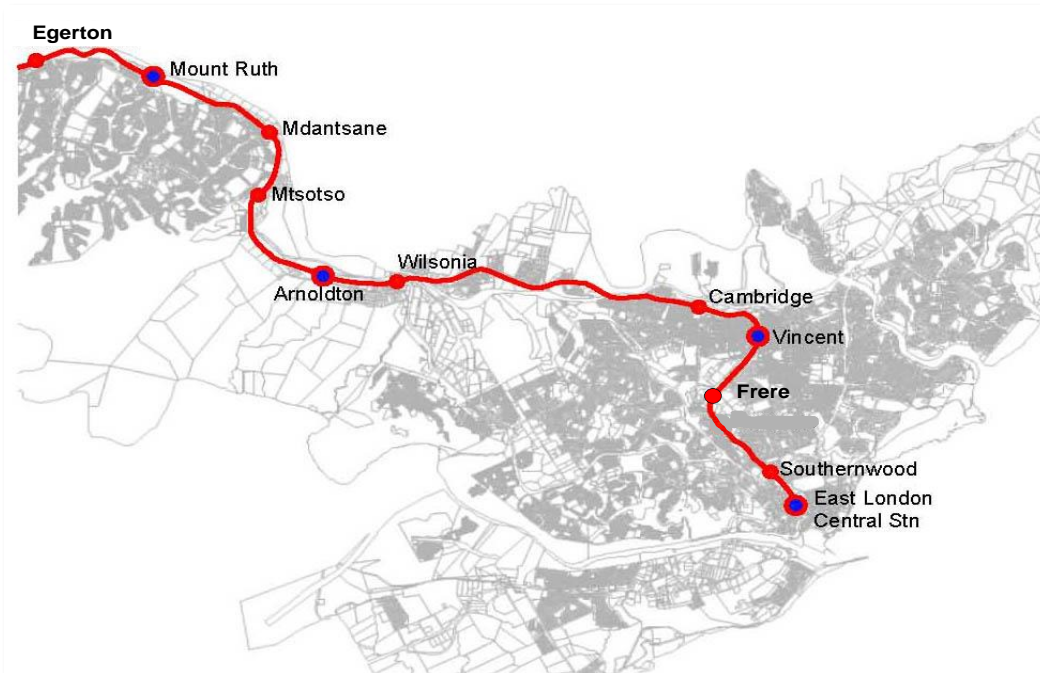 Egerton
Mount Ruth
Mdantsane
Mtsotso
Wilsonia
Arnoldton
Cambridge
Vincent
Frere
Southernwood
East London
Central Stn